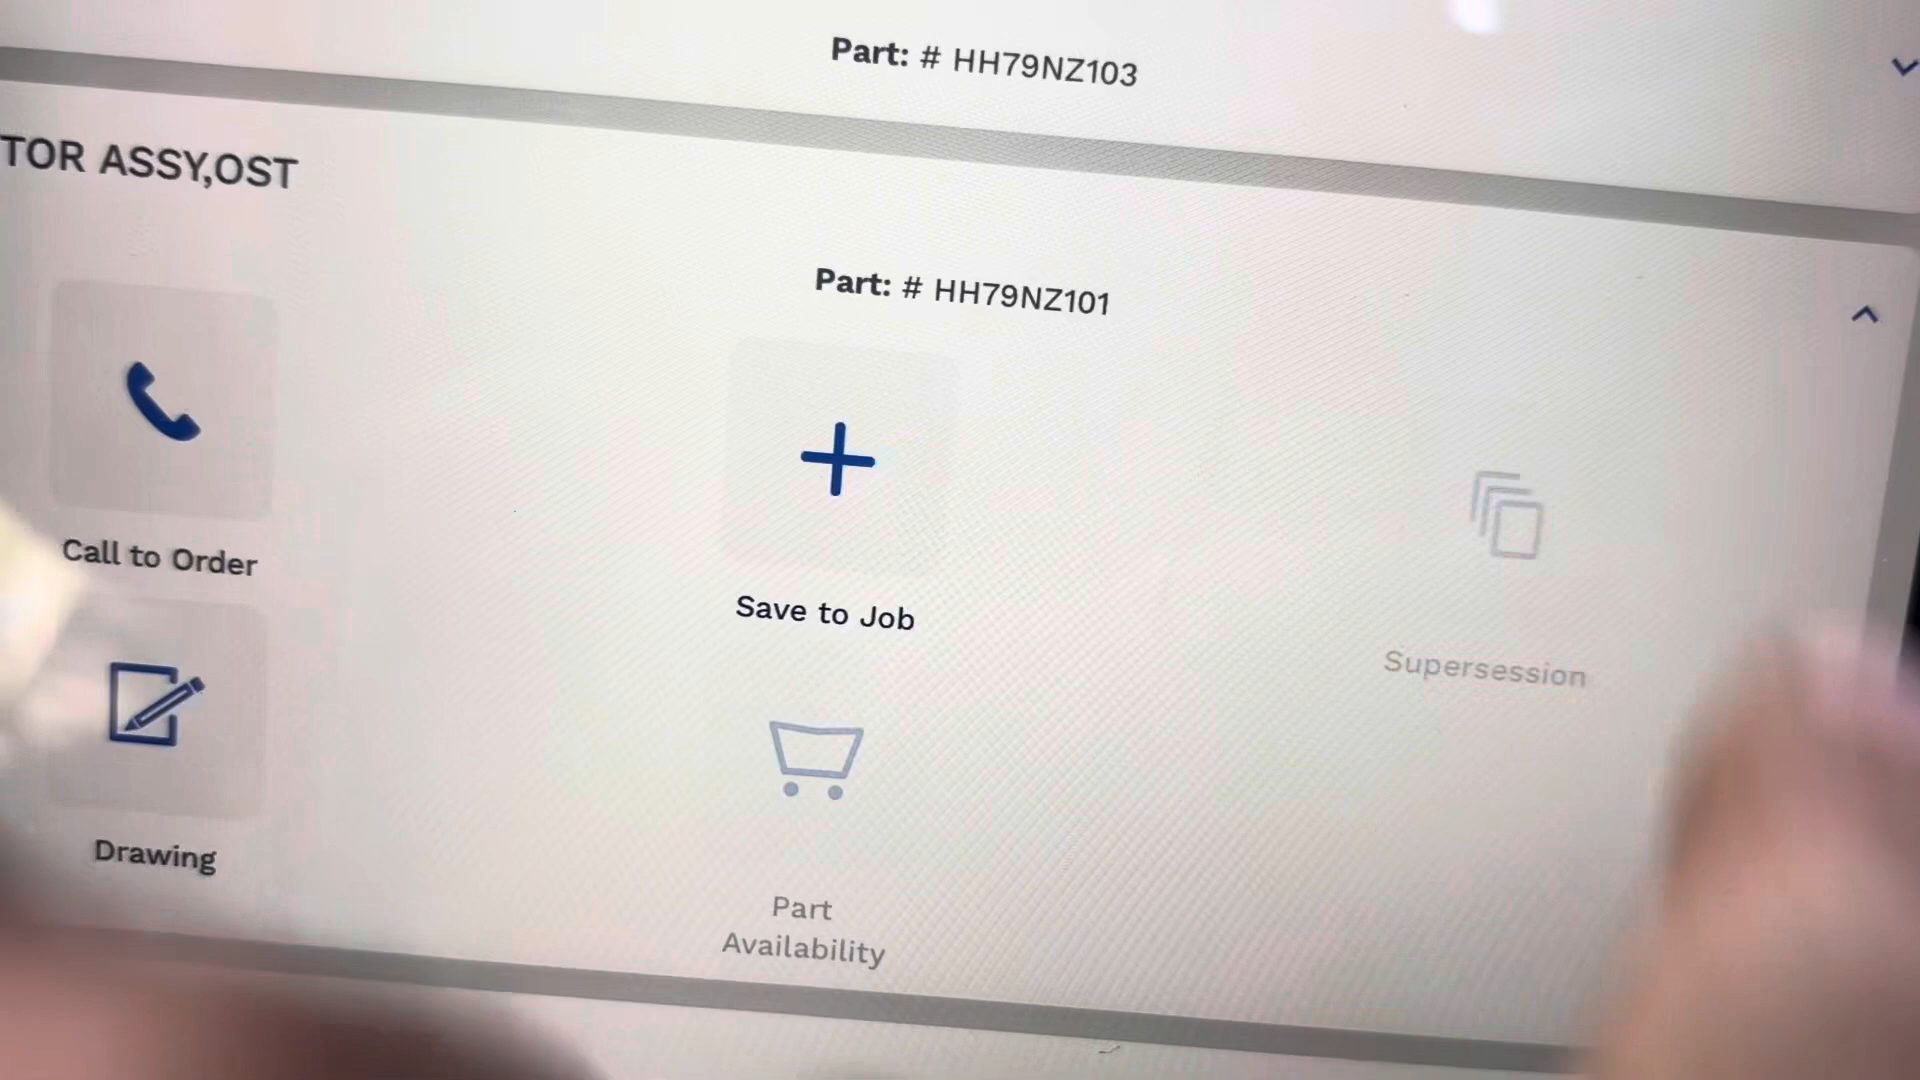 Part: # HH79NZ103
TOR ASSY,OST
Part: # HH79NZ101
Call to Order
Save to Job
Supersession
Drawing
Part
Availability